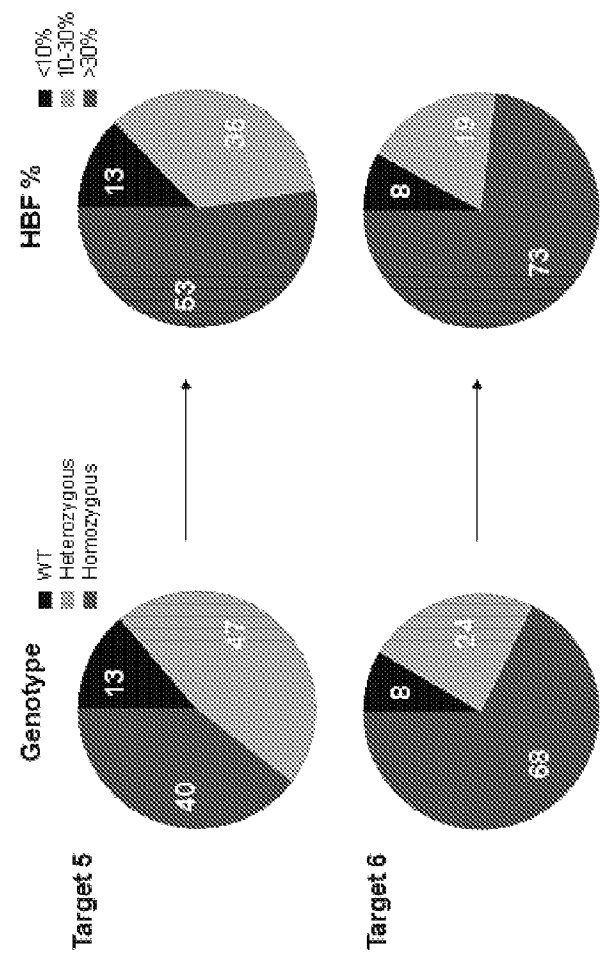 Genotype
WT
Heterozygous
Homozygous
HBF %
<10%
10-30%
>30%
Target 5
13
47
40
13
36
53
Target 6
8
24
68
8
19
73